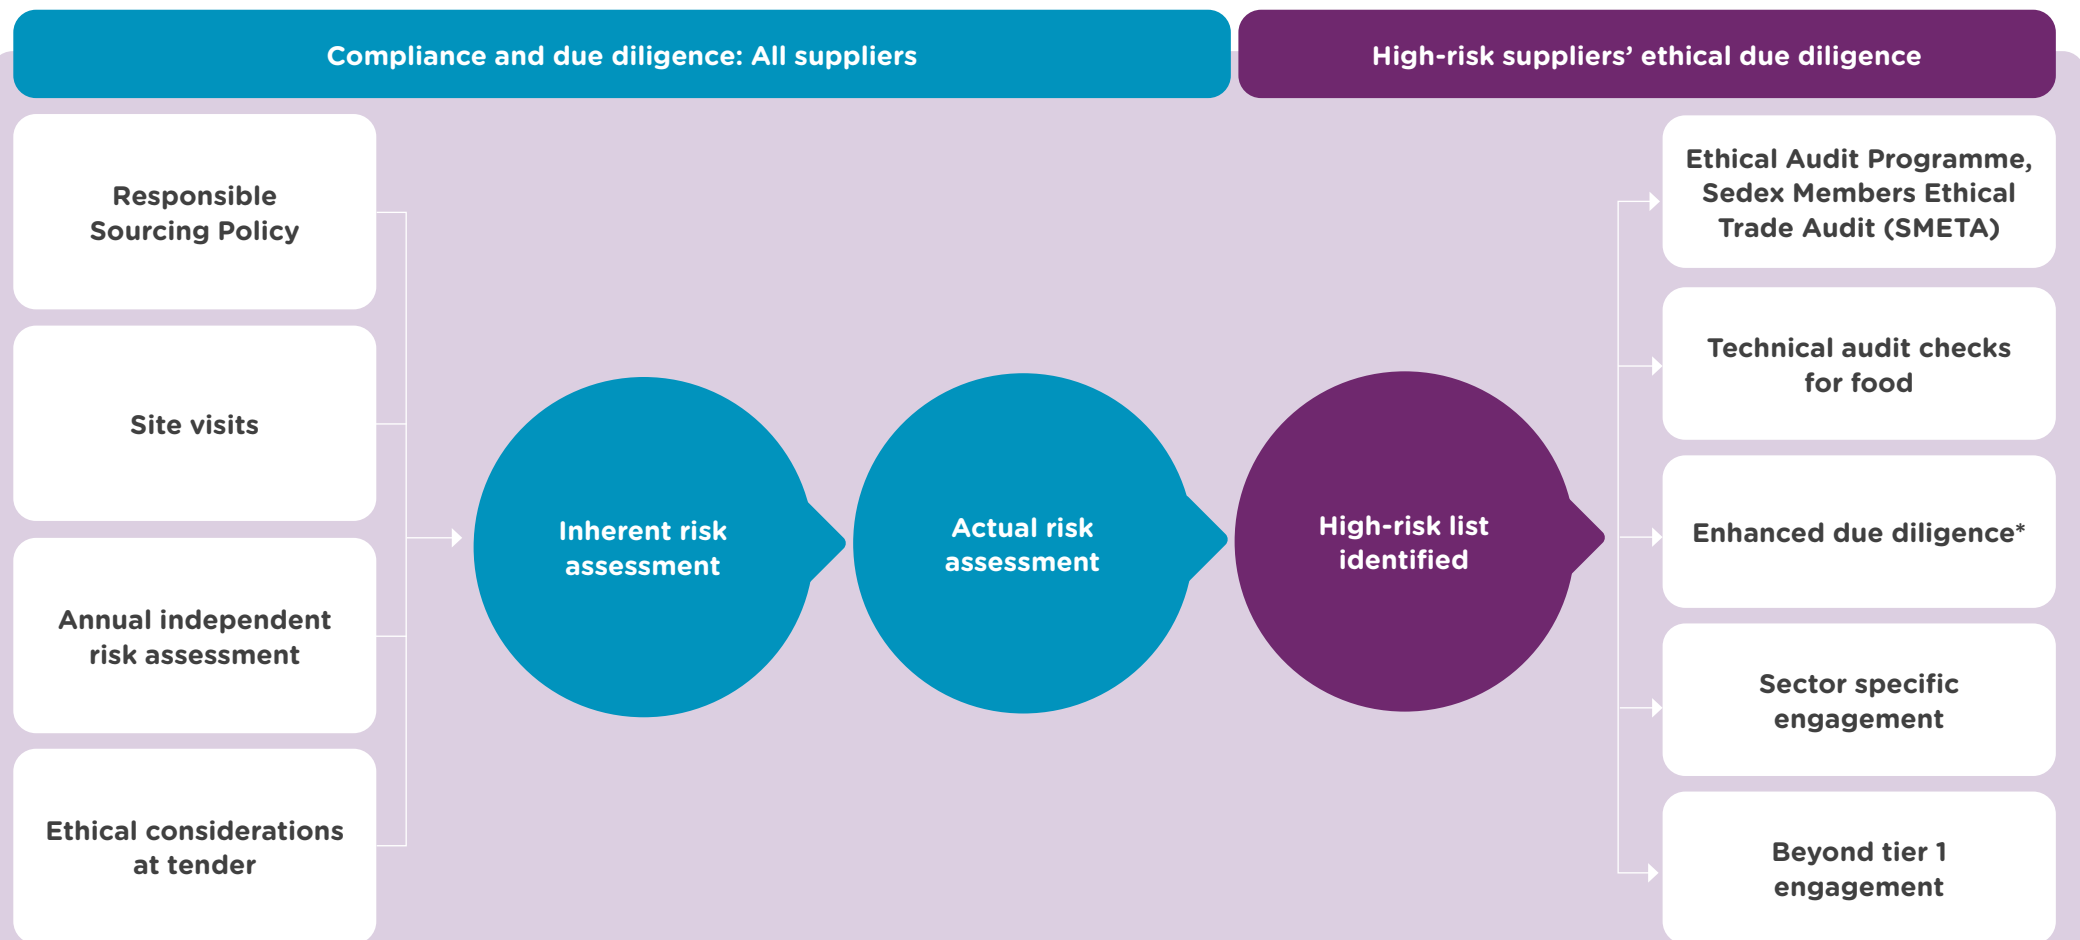 Compliance and due diligence: All suppliers
High-risk suppliers’ ethical due diligence
Responsible
Sourcing Policy
Site visits
Annual independent
risk assessment
Ethical considerations
at tender
Inherent risk
assessment
Actual risk
assessment
High-risk list
identified
Ethical Audit Programme,
Sedex Members Ethical
Trade Audit (SMETA)
Technical audit checks
for food
Enhanced due diligence*
Sector specific
engagement
Beyond tier 1
engagement